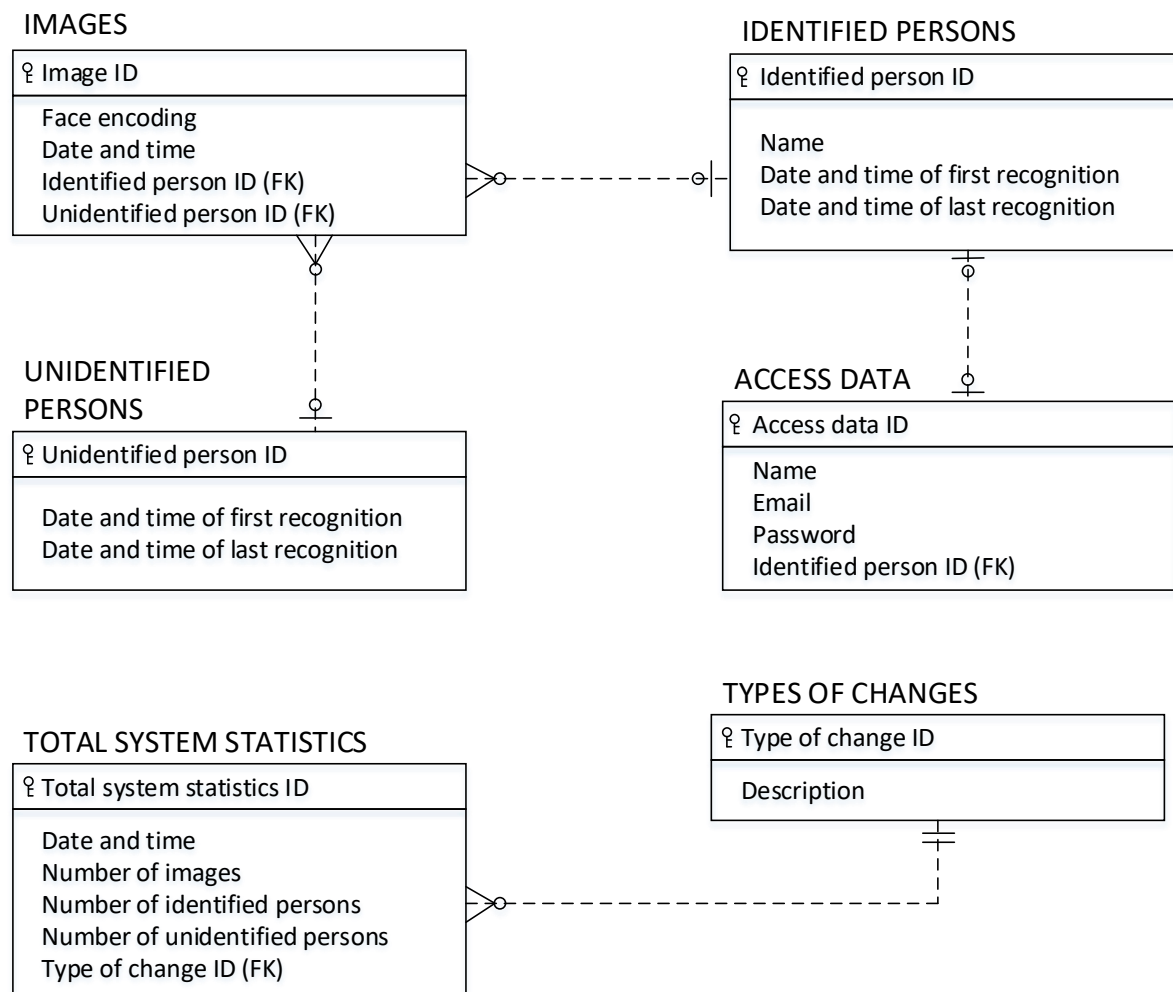 IMAGES
Image ID
Face encoding
Date and time
Identified person ID (FK)
Unidentified person ID (FK)
IDENTIFIED PERSONS
Identified person ID
Name
Date and time of first recognition
Date and time of last recognition
UNIDENTIFIED
PERSONS
Unidentified person ID
Date and time of first recognition
Date and time of last recognition
ACCESS DATA
Access data ID
Name
Email
Password
Identified person ID (FK)
TOTAL SYSTEM STATISTICS
Total system statistics ID
Date and time
Number of images
Number of identified persons
Number of unidentified persons
Type of change ID (FK)
TYPES OF CHANGES
Type of change ID
Description